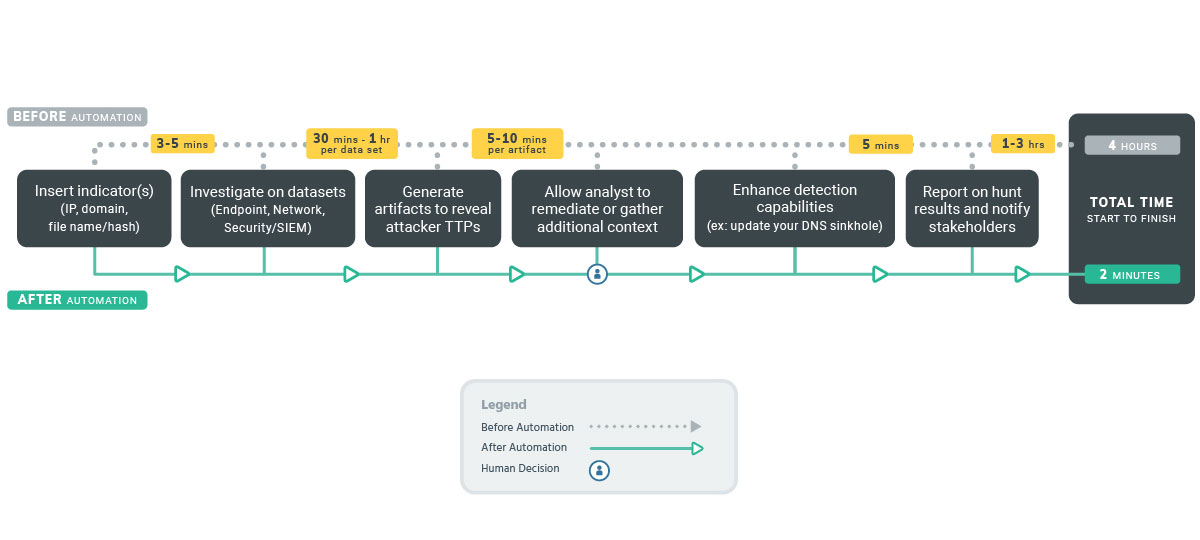 BEFORE AUTOMATION
3-5 mins
30 mins - 1 hr
per data set
5-10 mins
per artifact
5 mins
1-3 hrs
4 HOURS
Insert indicator(s)
(IP, domain,
file name/hash)
Investigate on datasets
(Endpoint, Network,
Security/SIEM)
Generate
artifacts to reveal
attacker TTPs
Allow analyst to
remediate or gather
additional context
Enhance detection
capabilities
(ex: update your DNS sinkhole)
Report on hunt
results and notify
stakeholders
TOTAL TIME
START TO FINISH
2 MINUTES
AFTER AUTOMATION
Legend
Before Automation
After Automation
Human Decision